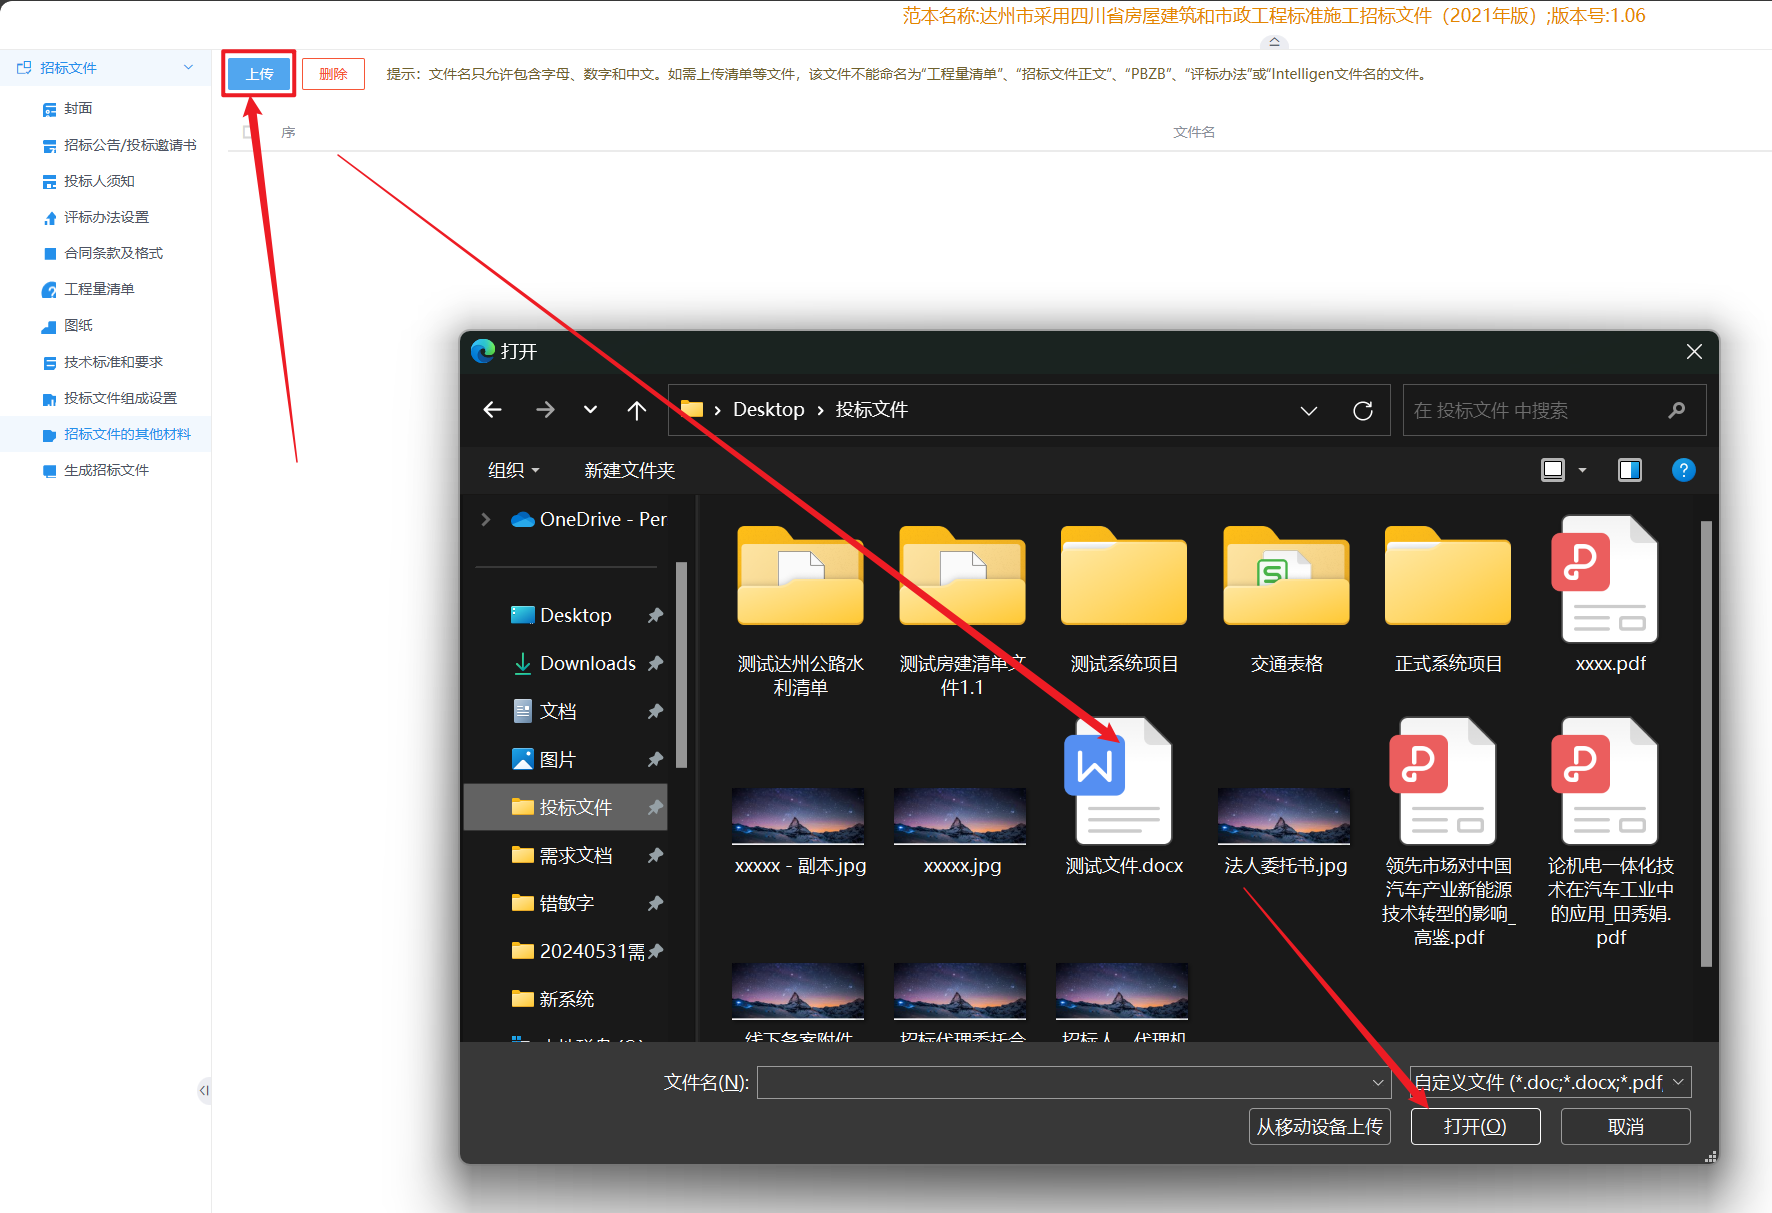 范本名称:达州市采用四川省房屋建筑和市政工程标准施工招标文件（2021年版）;版本号:1.06
招标文件
封面
招标公告/投标邀请书
投标人须知
评标办法设置
合同条款及格式
工程量清单
图纸
技术标准和要求
投标文件组成设置
招标文件的其他材料
生成招标文件
上传
删除
提示：文件名只允许包含字母、数字和中文。如需上传清单等文件，该文件不能命名为“工程量清单”、“招标文件正文”、“PBZB”、“评标办法”或“Intelligen文件名的文件。
序
文件名
打开
Desktop
投标文件
在 投标文件 中搜索
组织
新建文件夹
OneDrive - Per
Desktop
Downloads
文档
图片
投标文件
需求文档
错敏字
20240531需
新系统
测试达州公路水
利清单
测试房建清单文
件1.1
测试系统项目
交通表格
正式系统项目
xxxx.pdf
xxxxx - 副本.jpg
xxxxx.jpg
测试文件.docx
法人委托书.jpg
领先市场对中国
汽车产业新能源
技术转型的影响_
高鉴.pdf
论机电一体化技
术在汽车工业中
的应用_田秀娟.
pdf
线下备案附件
招标代理委托合
招标人、代理机
文件名(N):
自定义文件 (*.doc;*.docx;*.pdf
从移动设备上传
打开(O)
取消